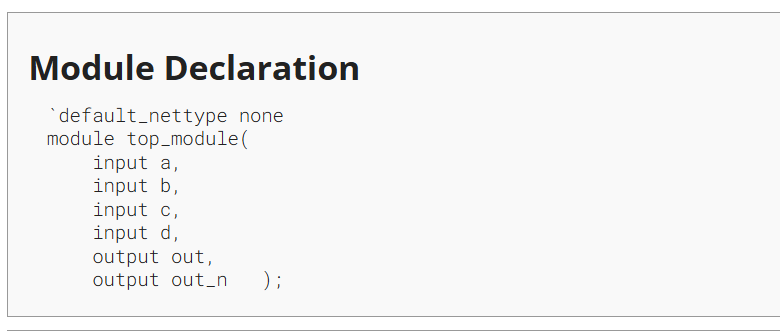 Module Declaration
`default_nettype none
module top_module(
    input a,
    input b,
    input c,
    input d,
    output out,
    output out_n   );